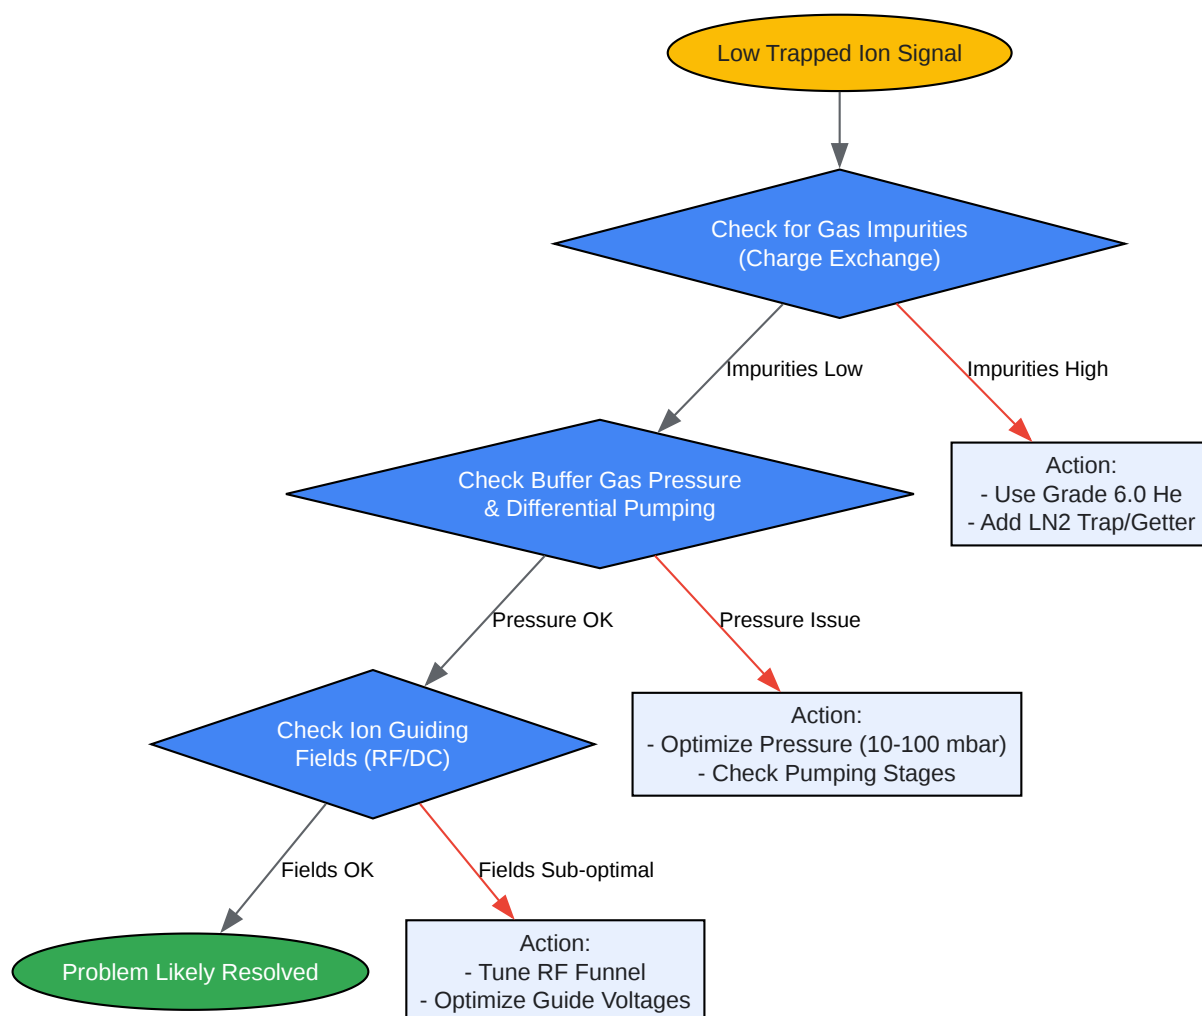 Low Trapped Ion Signal
Check for Gas Impurities
(Charge Exchange)
Impurities Low
Impurities High
Check Buffer Gas Pressure
& Differential Pumping
Action:
- Use Grade 6.0 He
- Add LN2 Trap/Getter
Pressure OK
Pressure Issue
Check Ion Guiding
Fields (RF/DC)
Action:
- Optimize Pressure (10-100 mbar)
- Check Pumping Stages
Fields OK
Fields Sub-optimal
Problem Likely Resolved
Action:
- Tune RF Funnel
- Optimize Guide Voltages